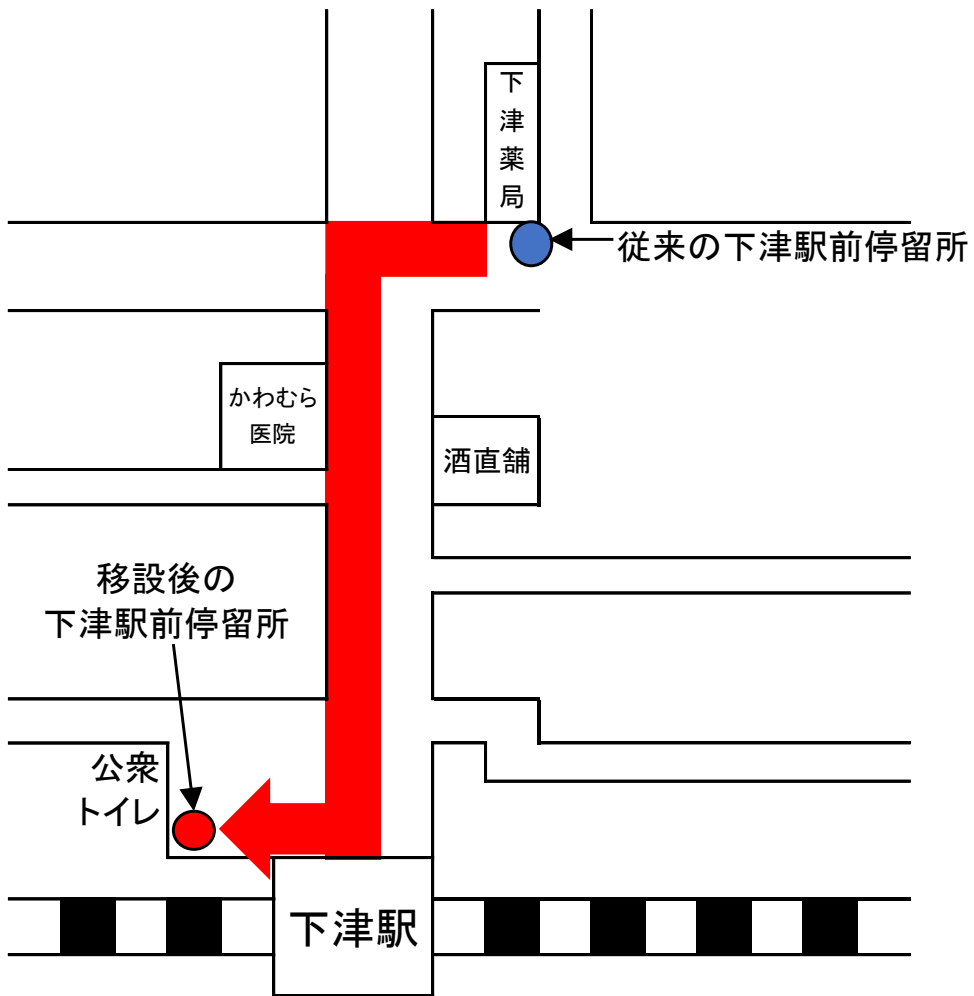 下津薬局
従来の下津駅前停留所
かわむら
医院
酒直舗
移設後の
下津駅前停留所
公衆
トイレ
下津駅